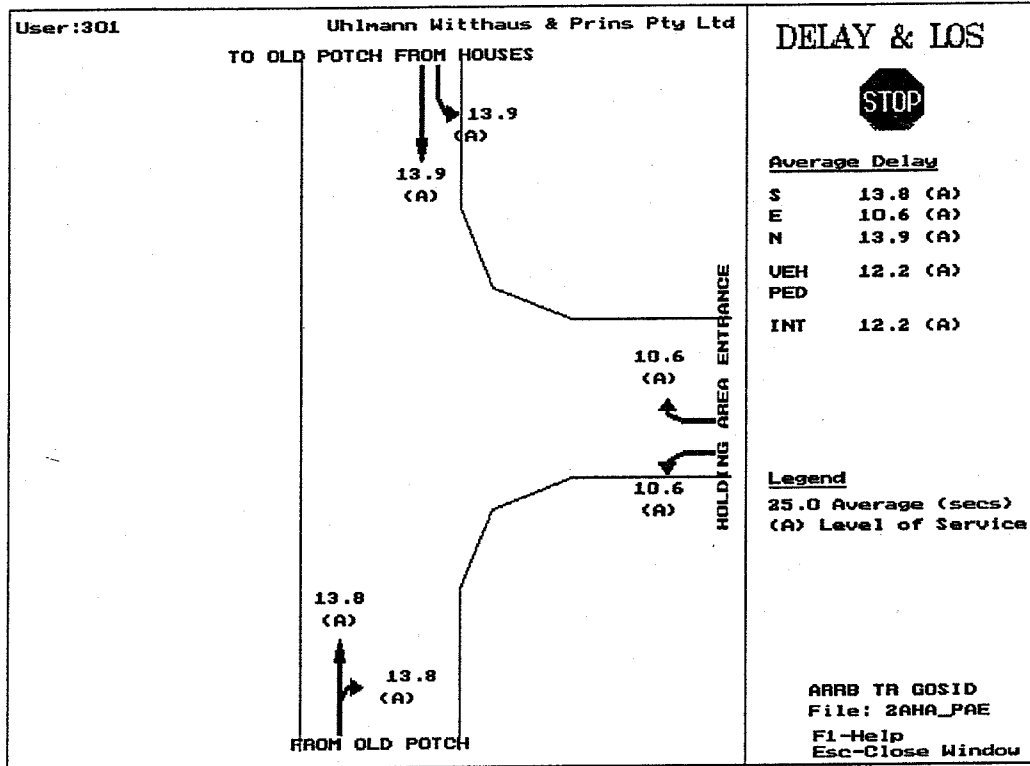 User:301
Uhlmann Witthaus & Prins Pty Ltd
TO OLD POTCH FROM HOUSES
13.9
(A)
13.9
(A)
HOLDING AREA ENTRANCE
10.6
(A)
10.6
(A)
13.8
(A)
13.8
(A)
FROM OLD POTCH
DELAY & LOS
STOP
Average Delay
S 13.8 (A)
E 10.6 (A)
N 13.9 (A)
VEH 12.2 (A)
PED
INT 12.2 (A)
Legend
25.0 Average (secs)
(A) Level of Service
ARRB TR GOSID
File: 2AHA_PAE
F1-Help
Esc-Close Window